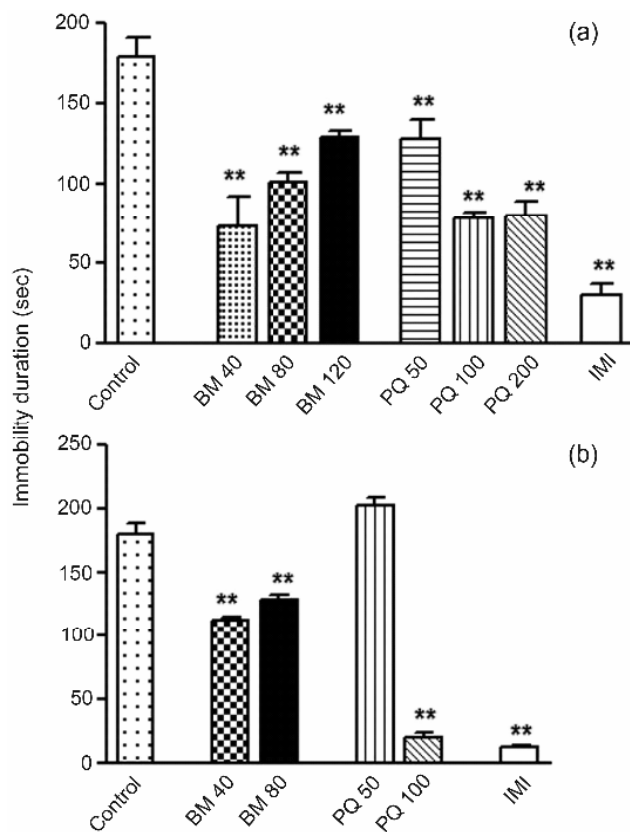 (a)
200
150
100
50
0
** ** ** ** ** ** **
Control BM 40 BM 80 BM 120 PQ 50 PQ 100 PQ 200 IMI
Immobility duration (sec)
(b)
250
200
150
100
50
0
** ** ** **
Control BM 40 BM 80 PQ 50 PQ 100 IMI